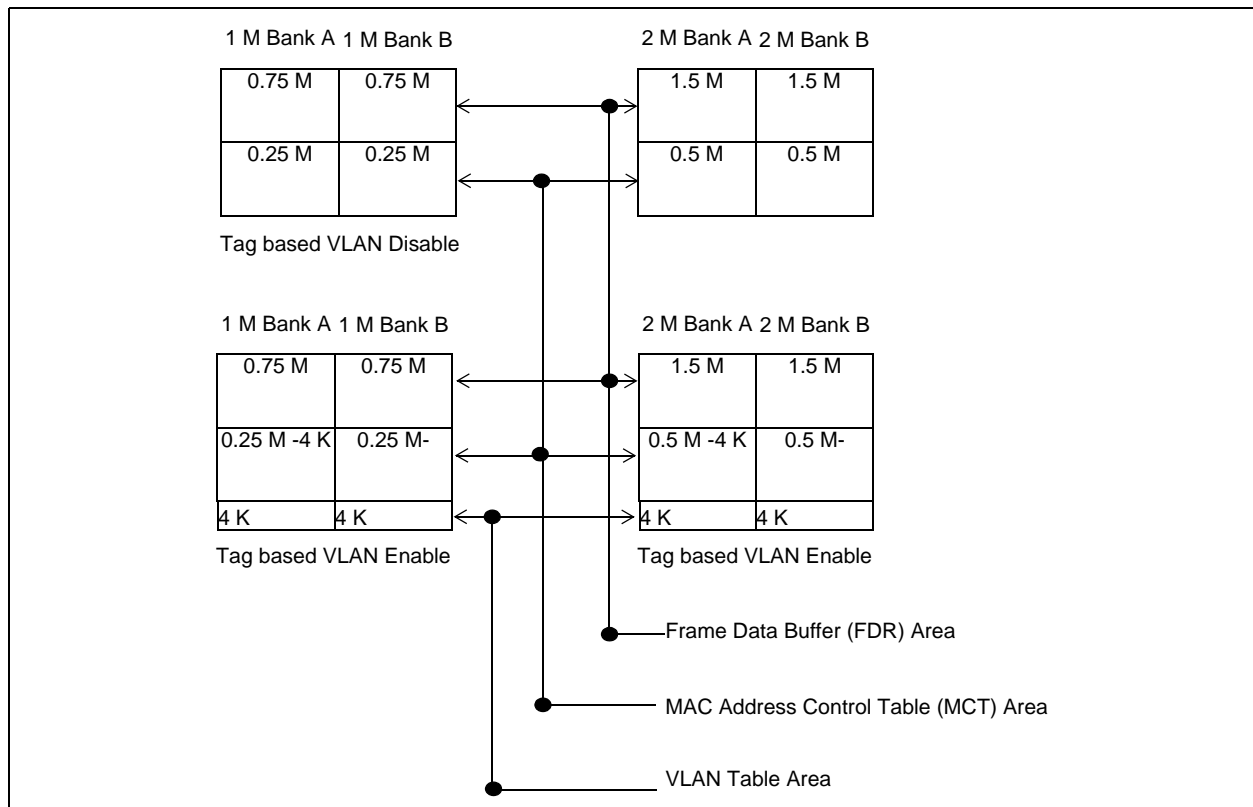 1 M Bank A 1 M Bank B 2 M Bank A 2 M Bank B
0.75 M 0.75 M 1.5 M 1.5 M
0.25 M 0.25 M 0.5 M 0.5 M
Tag based VLAN Disable
1 M Bank A 1 M Bank B 2 M Bank A 2 M Bank B
0.75 M 0.75 M 1.5 M 1.5 M
0.25 M -4 K 0.25 M- 0.5 M -4 K 0.5 M-
4 K 4 K 4 K 4 K
Tag based VLAN Enable Tag based VLAN Enable
Frame Data Buffer (FDR) Area
MAC Address Control Table (MCT) Area
VLAN Table Area